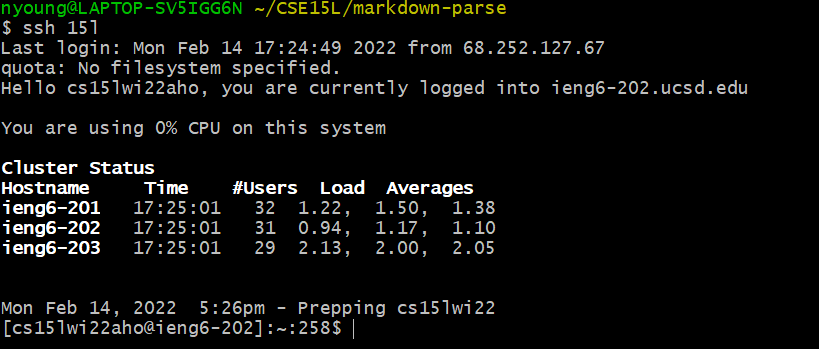 nyoung@LAPTOP-SV5IGG6N ~/CSE15L/markdown-parse
$ ssh 15l
Last login: Mon Feb 14 17:24:49 2022 from 68.252.127.67
quota: No filesystem specified.
Hello cs15lwi22aho, you are currently logged into ieng6-202.ucsd.edu
You are using 0% CPU on this system
Cluster Status
Hostname     Time    #Users  Load  Averages
ieng6-201   17:25:01   32  1.22,  1.50,  1.38
ieng6-202   17:25:01   31  0.94,  1.17,  1.10
ieng6-203   17:25:01   29  2.13,  2.00,  2.05
Mon Feb 14, 2022  5:26pm - Prepping cs15lwi22
[cs15lwi22aho@ieng6-202]:~:258$